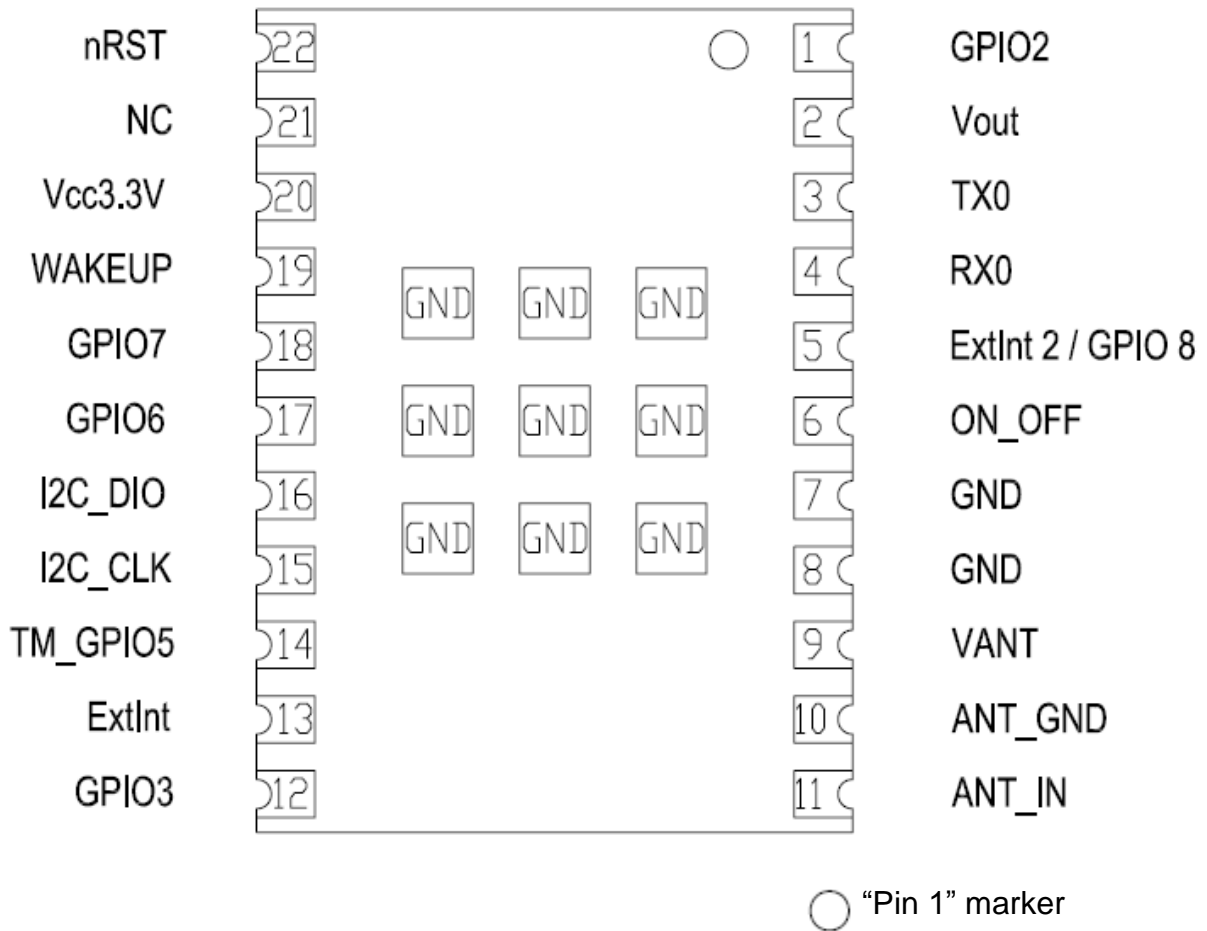 nRST 22 1 GPIO2
NC 21 2 Vout
Vcc3.3V 20 3 TX0
WAKEUP 19 4 RX0
GND GND GND
GPIO7 18 5 ExtInt 2 / GPIO 8
GPIO6 17 GND GND GND 6 ON_OFF
I2C_DIO 16 7 GND
GND GND GND
I2C_CLK 15 8 GND
TM_GPIO5 14 9 VANT
ExtInt 13 10 ANT_GND
GPIO3 12 11 ANT_IN
“Pin 1” marker